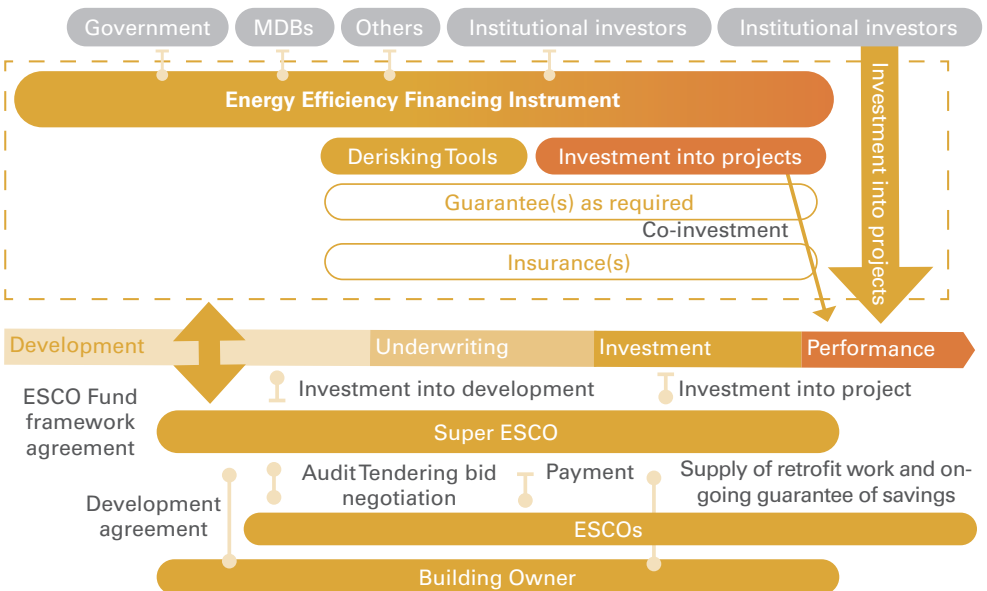 Government
MDBs
Others
Institutional investors
Institutional investors
Energy Efficiency Financing Instrument
Investment into projects
Derisking Tools
Investment into projects
Guarantee(s) as required
Co-investment
Insurance(s)
Development
Underwriting
Investment
Performance
ESCO Fund
framework
agreement
Investment into development
Investment into project
Super ESCO
Development
agreement
Audit Tendering bid
negotiation
Payment
Supply of retrofit work and on-
going guarantee of savings
ESCOs
Building Owner